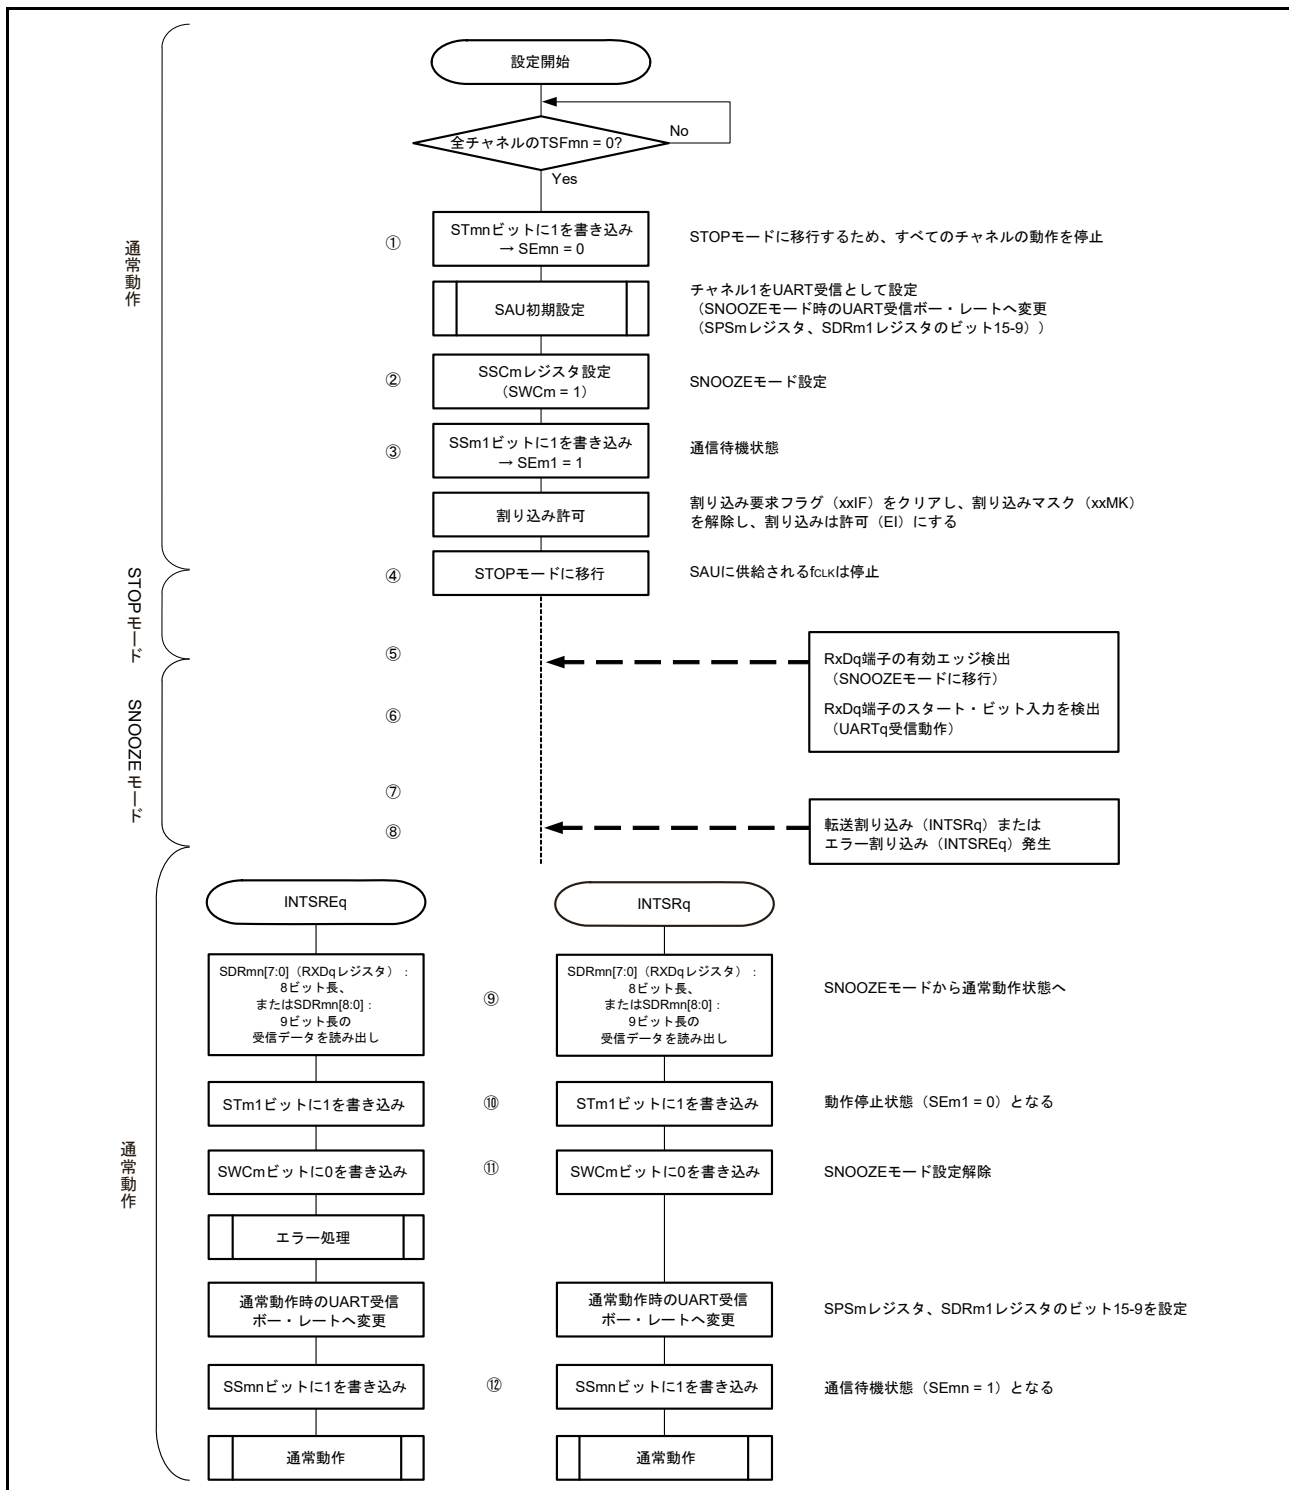 設定開始
全チャネルのTSFmn = 0?
No
Yes
通常動作
①
STmnビットに1を書き込み
→ SEmn = 0
STOPモードに移行するため、すべてのチャネルの動作を停止
SAU初期設定
チャネル1をUART受信として設定
（SNOOZEモード時のUART受信ボー・レートへ変更
（SPSmレジスタ、SDRm1レジスタのビット15-9））
②
SSCmレジスタ設定
（SWCm = 1）
SNOOZEモード設定
③
SSm1ビットに1を書き込み
→ SEm1 = 1
通信待機状態
割り込み許可
割り込み要求フラグ（xxIF）をクリアし、割り込みマスク（xxMK）
を解除し、割り込みは許可（EI）にする
STOPモード
④
STOPモードに移行
SAUに供給されるfCLKは停止
⑤
RxDq端子の有効エッジ検出
（SNOOZEモードに移行）
SNOOZEモード
⑥
RxDq端子のスタート・ビット入力を検出
（UARTq受信動作）
⑦
⑧
転送割り込み（INTSRq）または
エラー割り込み（INTSREq）発生
INTSREq
INTSRq
SDRmn[7:0]（RXDqレジスタ）：
8ビット長、
またはSDRmn[8:0]：
9ビット長の
受信データを読み出し
⑨
SDRmn[7:0]（RXDqレジスタ）：
8ビット長、
またはSDRmn[8:0]：
9ビット長の
受信データを読み出し
SNOOZEモードから通常動作状態へ
STm1ビットに1を書き込み
⑩
STm1ビットに1を書き込み
動作停止状態（SEm1 = 0）となる
通常動作
SWCmビットに0を書き込み
⑪
SWCmビットに0を書き込み
SNOOZEモード設定解除
エラー処理
通常動作時のUART受信
ボー・レートへ変更
通常動作時のUART受信
ボー・レートへ変更
SPSmレジスタ、SDRm1レジスタのビット15-9を設定
SSmnビットに1を書き込み
⑫
SSmnビットに1を書き込み
通信待機状態（SEmn = 1）となる
通常動作
通常動作